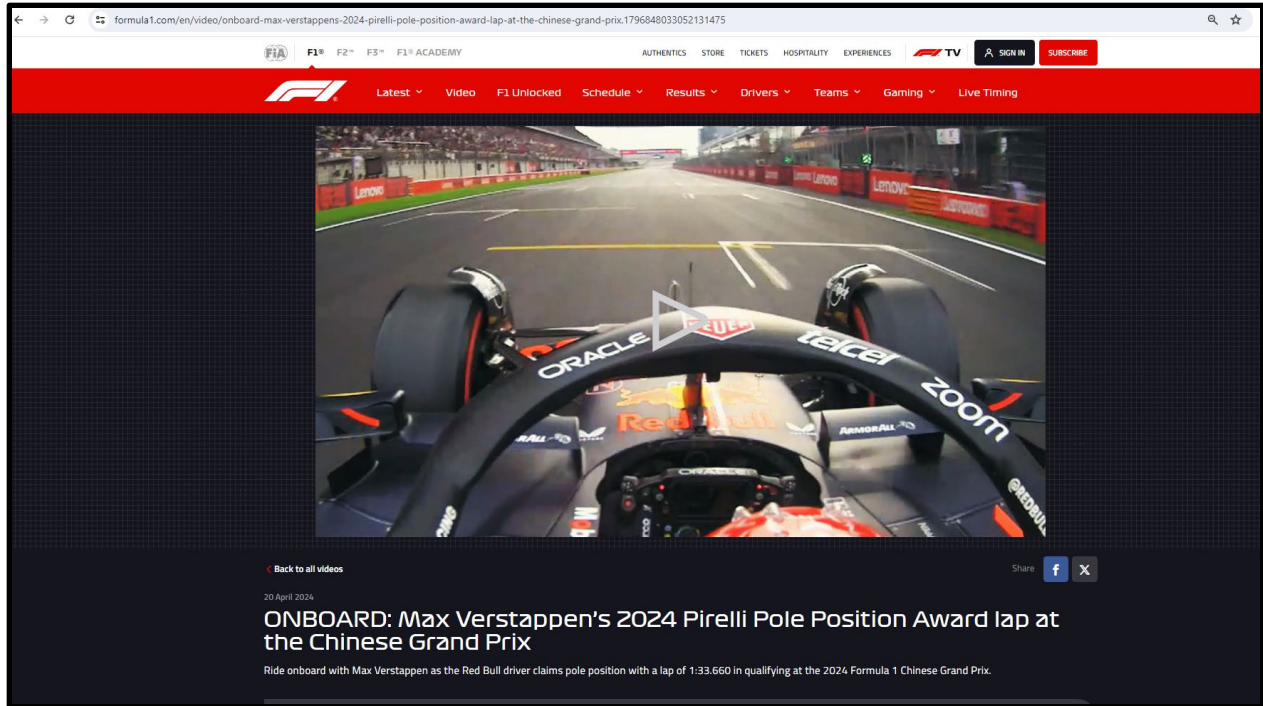 formula1.com/en/video/onboard-max-verstappens-2024-pirelli-pole-position-award-lap-at-the-chinese-grand-prix.1796848033052131475
FIA F1® F2™ F3™ F1® ACADEMY AUTHENTICS STORE TICKETS HOSPITALITY EXPERIENCES F1 TV SIGN IN SUBSCRIBE
Latest Video F1 Unlocked Schedule Results Drivers Teams Gaming Live Timing
Lenovo Lenovo Lenovo Lenovo
ORACLE HEUER telcel zoom
Red Bull
ARMORALL
ORACLE
Back to all videos Share
20 April 2024
ONBOARD: Max Verstappen's 2024 Pirelli Pole Position Award lap at
the Chinese Grand Prix
Ride onboard with Max Verstappen as the Red Bull driver claims pole position with a lap of 1:33.660 in qualifying at the 2024 Formula 1 Chinese Grand Prix.